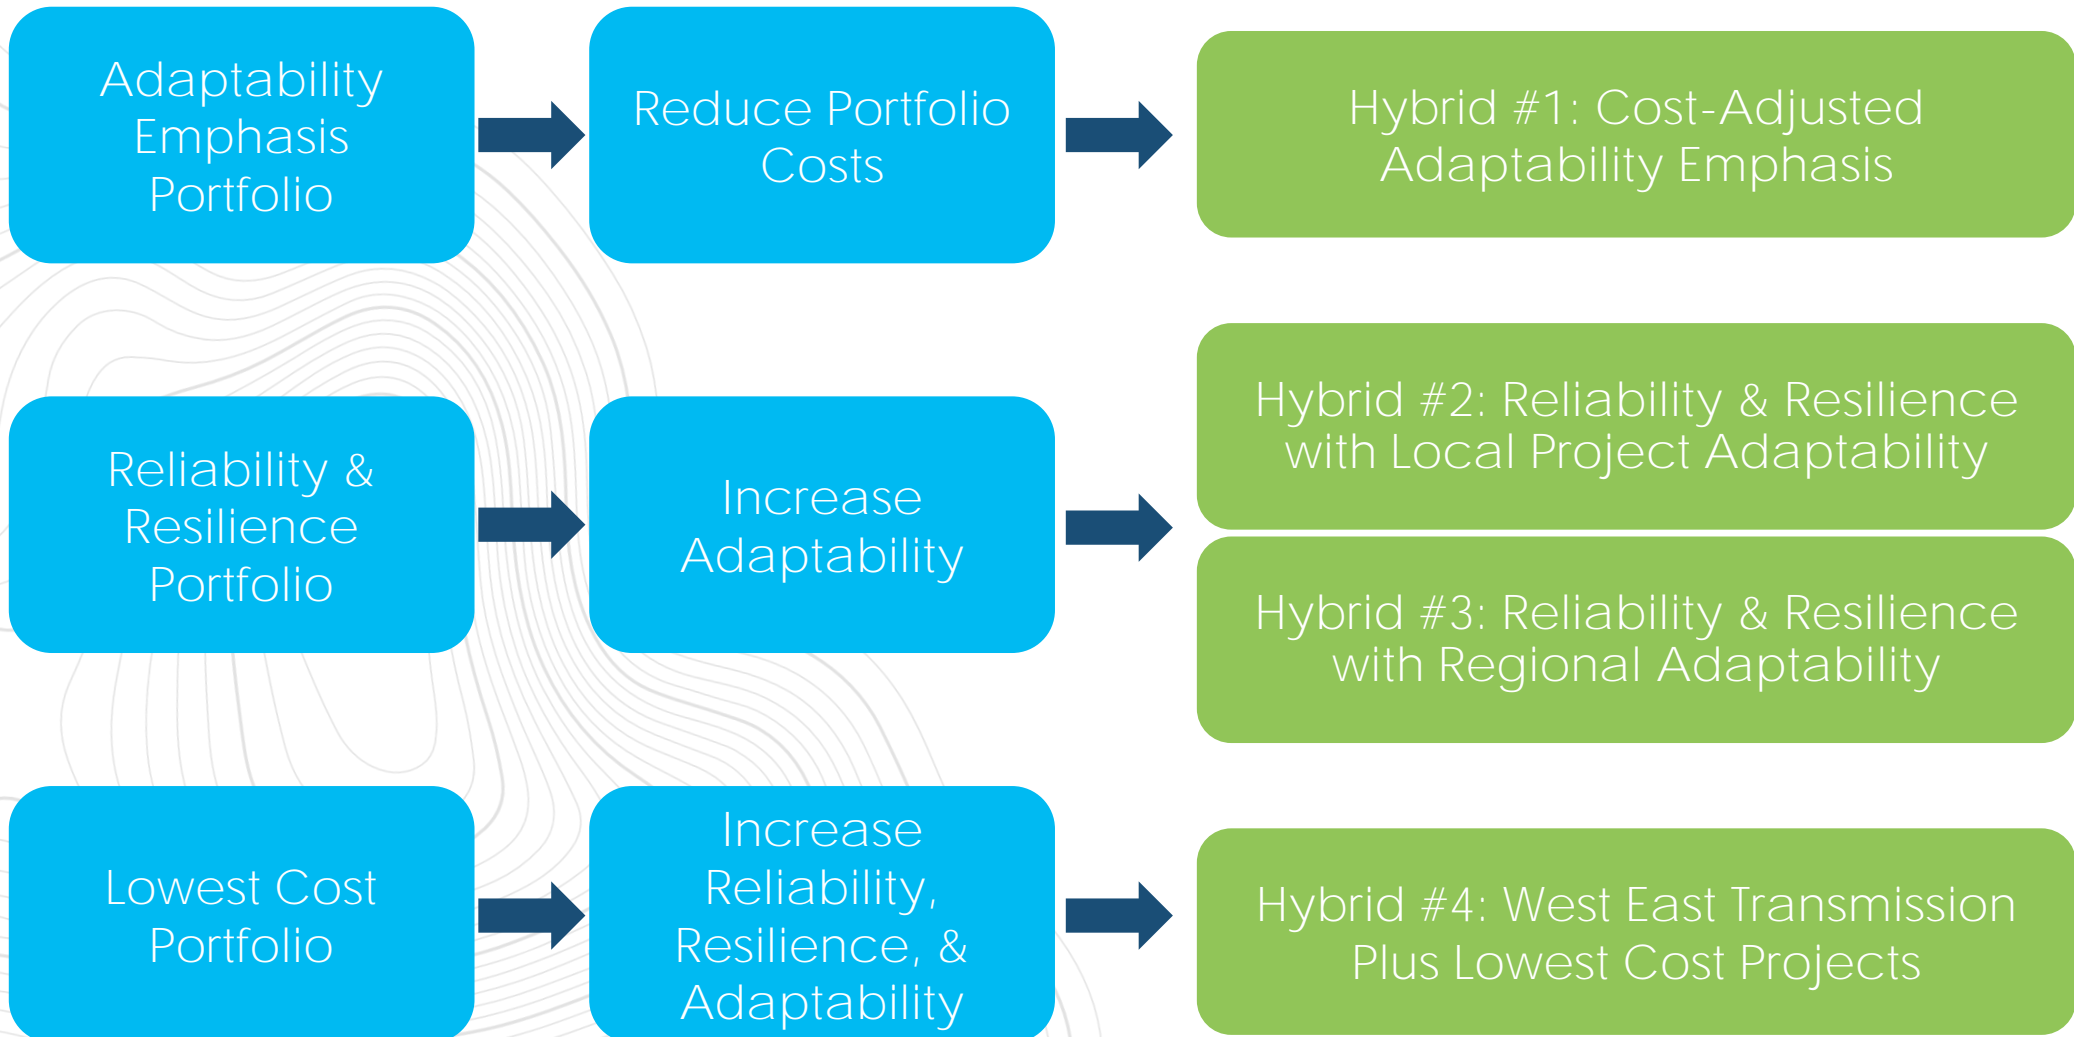 Adaptability
Emphasis
Portfolio
Reduce Portfolio
Costs
Hybrid #1: Cost-Adjusted
Adaptability Emphasis
Reliability &
Resilience
Portfolio
Increase
Adaptability
Hybrid #2: Reliability & Resilience
with Local Project Adaptability
Hybrid #3: Reliability & Resilience
with Regional Adaptability
Lowest Cost
Portfolio
Increase
Reliability,
Resilience, &
Adaptability
Hybrid #4: West East Transmission
Plus Lowest Cost Projects